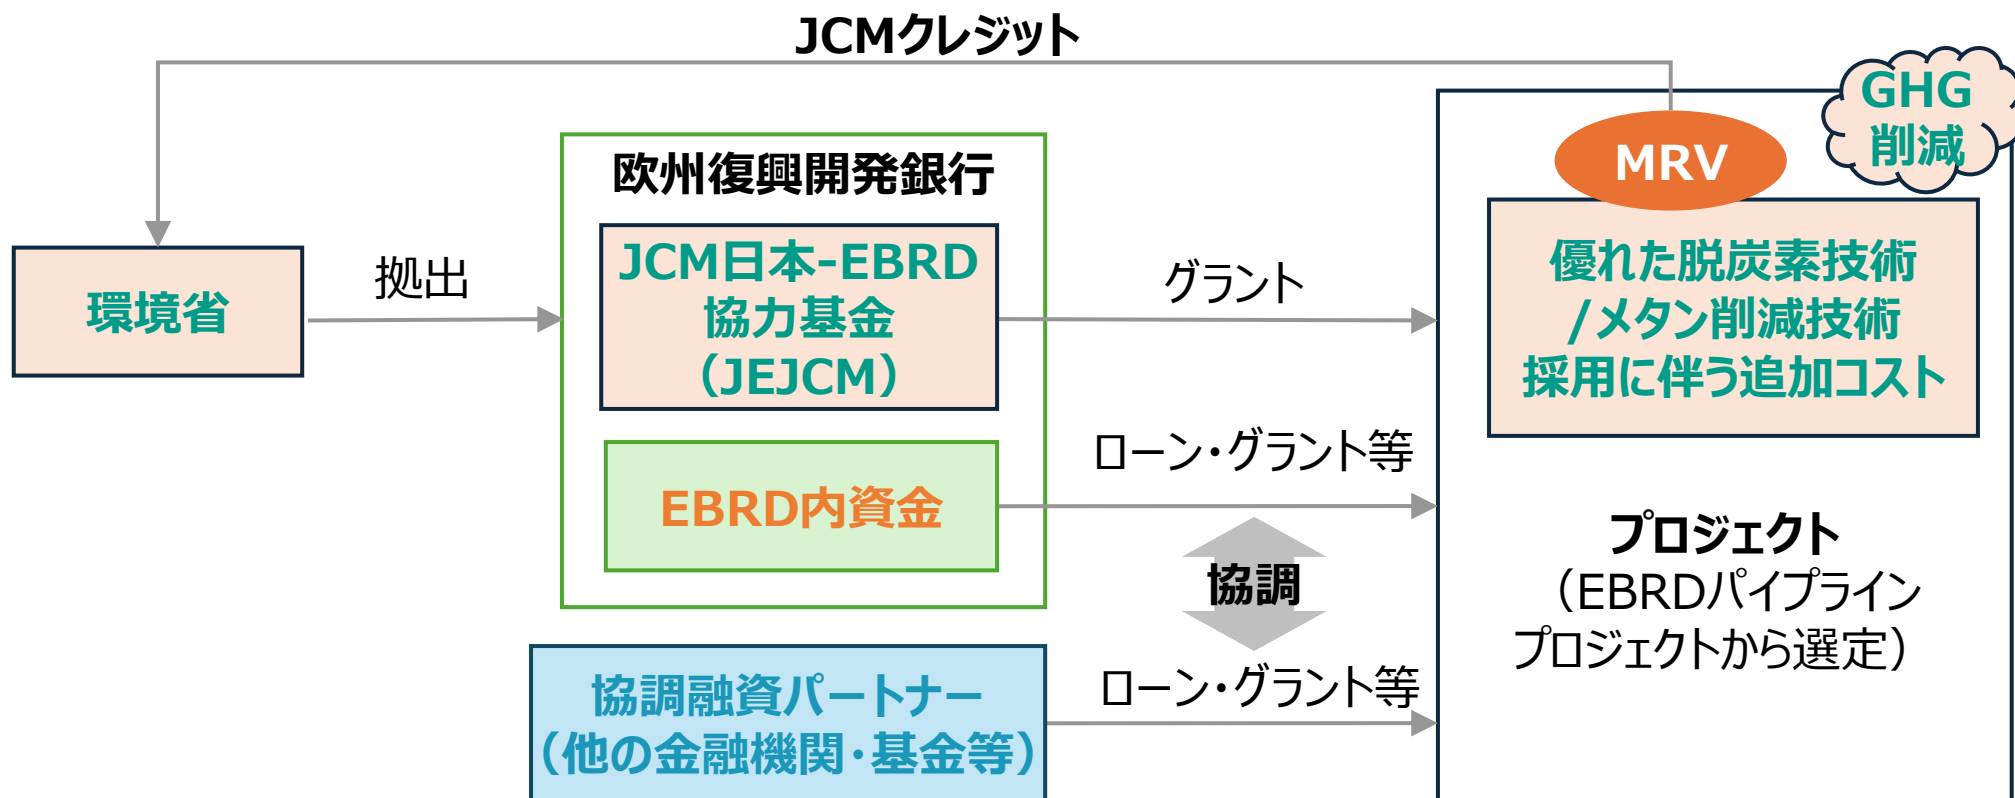 JCMクレジット
GHG
削減
MRV
欧州復興開発銀行
JCM日本-EBRD
協力基金
（JEJCM）
環境省
拠出
グラント
優れた脱炭素技術
/メタン削減技術
採用に伴う追加コスト
ローン・グラント等
EBRD内資金
協調
プロジェクト
（EBRDパイプライン
プロジェクトから選定）
ローン・グラント等
協調融資パートナー
（他の金融機関・基金等）